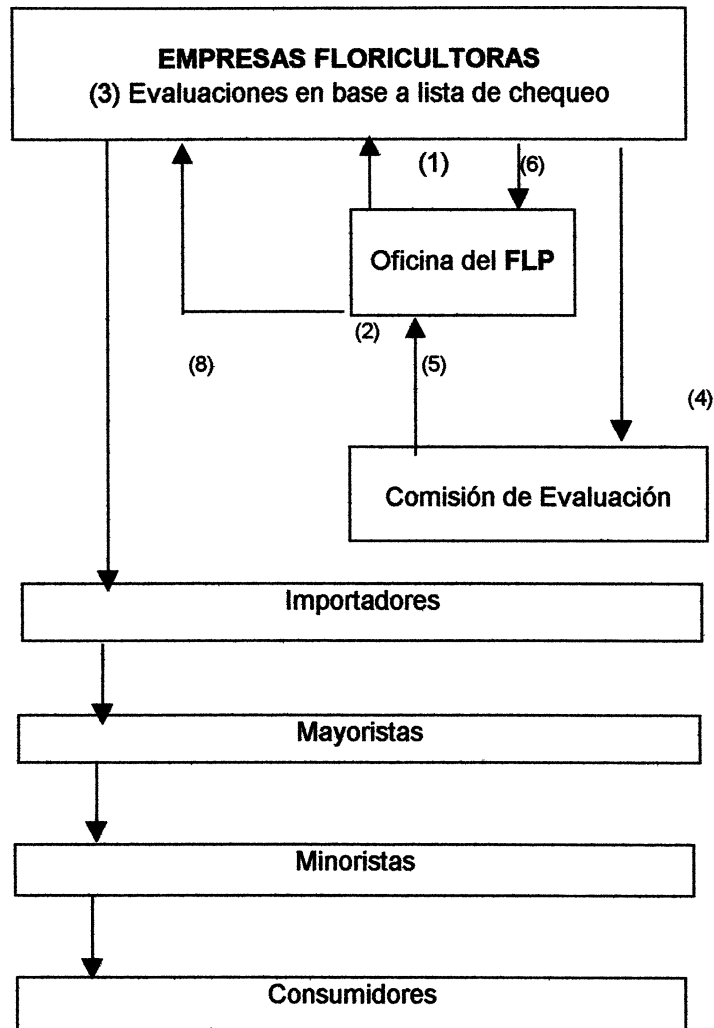 EMPRESAS FLORICULTORAS
(3) Evaluaciones en base a lista de chequeo
(1)
(6)
Oficina del FLP
(2)
(8)
(5)
(4)
Comisión de Evaluación
Importadores
Mayoristas
Minoristas
Consumidores